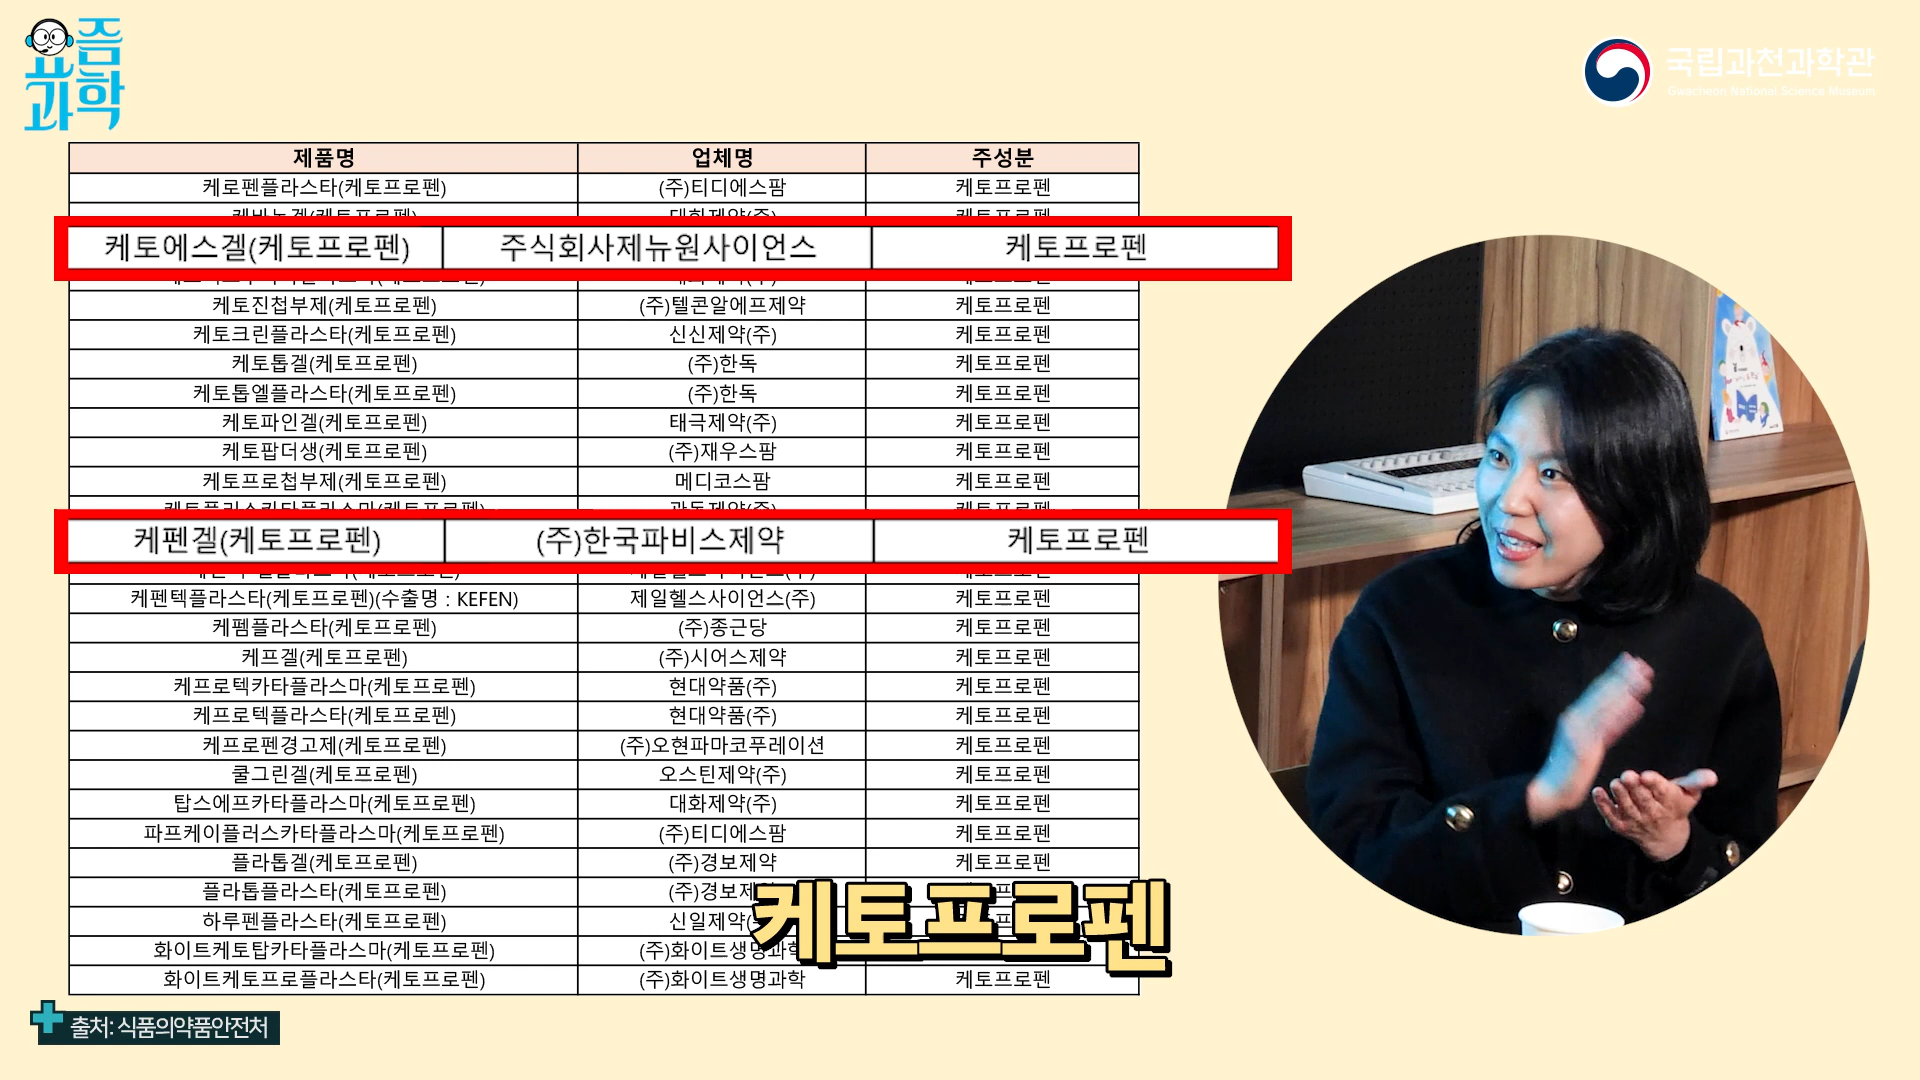 요즘과학
국립과천과학관
Gwacheon National Science Museum
제품명 업체명 주성분
케로펜플라스타(케토프로펜) (주)티디에스팜 케토프로펜
케토에스겔(케토프로펜) 주식회사제뉴원사이언스 케토프로펜
케토진첩부제(케토프로펜) (주)텔콘알에프제약 케토프로펜
케토크린플라스타(케토프로펜) 신신제약(주) 케토프로펜
케토톱겔(케토프로펜) (주)한독 케토프로펜
케토톱엘플라스타(케토프로펜) (주)한독 케토프로펜
케토파인겔(케토프로펜) 태극제약(주) 케토프로펜
케토팝더생(케토프로펜) (주)재우스팜 케토프로펜
케토프로첩부제(케토프로펜) 메디코스팜 케토프로펜
케펜겔(케토프로펜) (주)한국파비스제약 케토프로펜
케펜텍플라스타(케토프로펜)(수출명 : KEFEN) 제일헬스사이언스(주) 케토프로펜
케펨플라스타(케토프로펜) (주)종근당 케토프로펜
케프겔(케토프로펜) (주)시어스제약 케토프로펜
케프로텍카타플라스마(케토프로펜) 현대약품(주) 케토프로펜
케프로텍플라스타(케토프로펜) 현대약품(주) 케토프로펜
케프로펜경고제(케토프로펜) (주)오현파마코푸레이션 케토프로펜
쿨그린겔(케토프로펜) 오스틴제약(주) 케토프로펜
탑스에프카타플라스마(케토프로펜) 대화제약(주) 케토프로펜
파프케이플러스카타플라스마(케토프로펜) (주)티디에스팜 케토프로펜
플라톱겔(케토프로펜) (주)경보제약 케토프로펜
플라톱플라스타(케토프로펜) (주)경보제약
하루펜플라스타(케토프로펜) 신일제약
화이트케토탑카타플라스마(케토프로펜) (주)화이트생명과학
화이트케토프로플라스타(케토프로펜) (주)화이트생명과학 케토프로펜
케토프로펜
출처: 식품의약품안전처